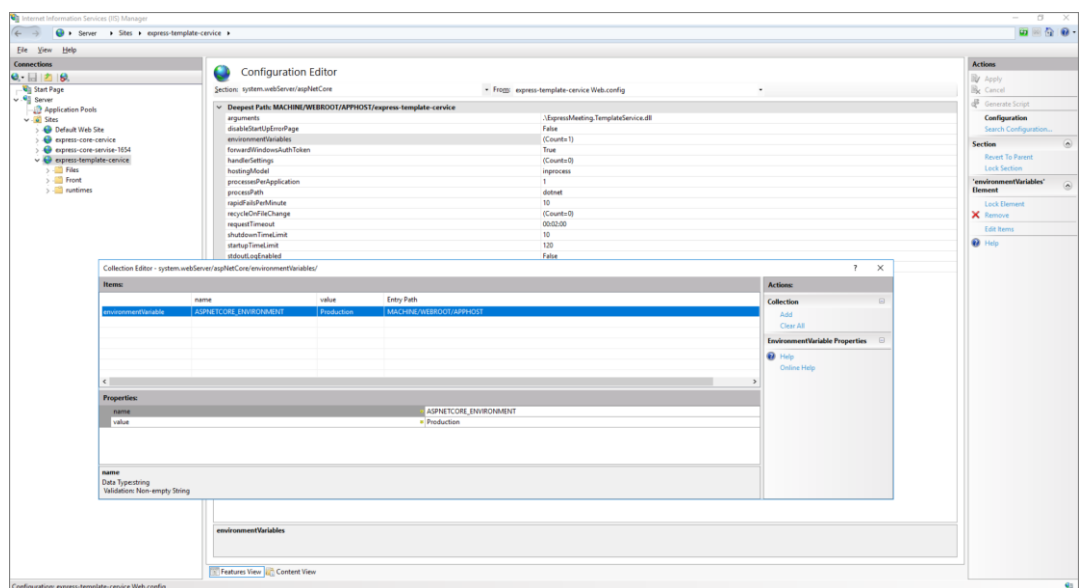 Internet Information Services (IIS) Manager
Server Sites express-template-cervice
File View Help
Connections
Start Page
Server
Application Pools
Sites
Default Web Site
express-core-cervice
express-core-servise-1654
express-template-cervice
Files
Front
runtimes
Configuration Editor
Section: system.webServer/aspNetCore From: express-template-cervice Web.config
Deepest Path: MACHINE/WEBROOT/APPHOST/express-template-cervice
arguments .\ExpressMeeting.TemplateService.dll
disableStartUpErrorPage False
environmentVariables (Count=1)
forwardWindowsAuthToken True
handlerSettings (Count=0)
hostingModel inprocess
processesPerApplication 1
processPath dotnet
rapidFailsPerMinute 10
recycleOnFileChange (Count=0)
requestTimeout 00:02:00
shutdownTimeLimit 10
startupTimeLimit 120
stdoutLogEnabled False
Collection Editor - system.webServer/aspNetCore/environmentVariables/ ?
Items:
name value Entry Path
environmentVariable ASPNETCORE_ENVIRONMENT Production MACHINE/WEBROOT/APPHOST
Properties:
name ASPNETCORE_ENVIRONMENT
value Production
name
Data Type:string
Validation: Non-empty String
Actions:
Collection
Add
Clear All
EnvironmentVariable Properties
Help
Online Help
environmentVariables
Features View Content View
Actions
Apply
Cancel
Generate Script
Configuration
Search Configuration...
Section
Revert To Parent
Lock Section
'environmentVariables'
Element
Lock Element
Remove
Edit Items
Help
Configuration: express-template-cervice Web.config